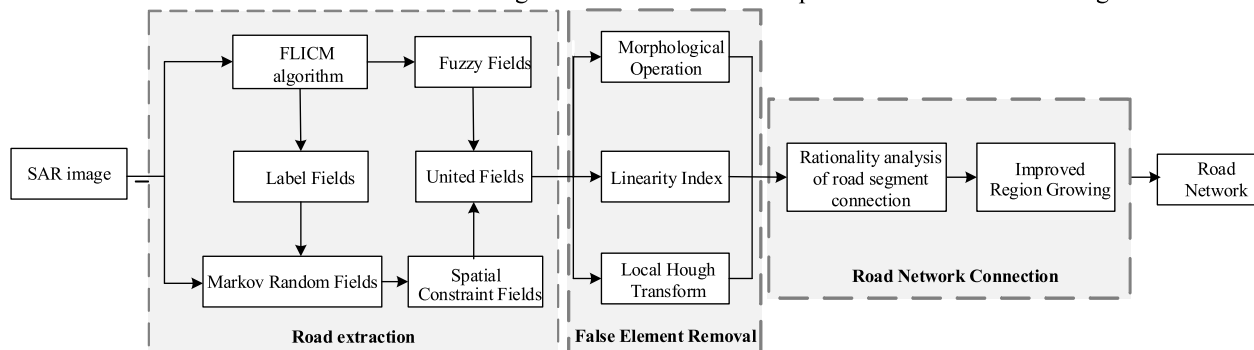 SAR image
FLICM
algorithm
Fuzzy Fields
Label Fields
United Fields
Markov Random Fields
Spatial
Constraint Fields
Road extraction
Morphological
Operation
Linearity Index
Local Hough
Transform
False Element Removal
Rationality analysis
of road segment
connection
Improved
Region Growing
Road Network Connection
Road
Network